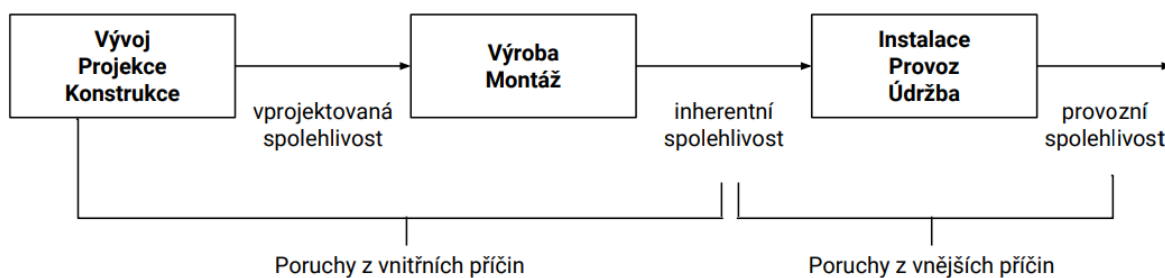 Vývoj
Projekce
Konstrukce
vprojektovaná
spolehlivost
Výroba
Montáž
inherentní
spolehlivost
Instalace
Provoz
Údržba
provozní
spolehlivost
Poruchy z vnitřních příčin
Poruchy z vnějších příčin